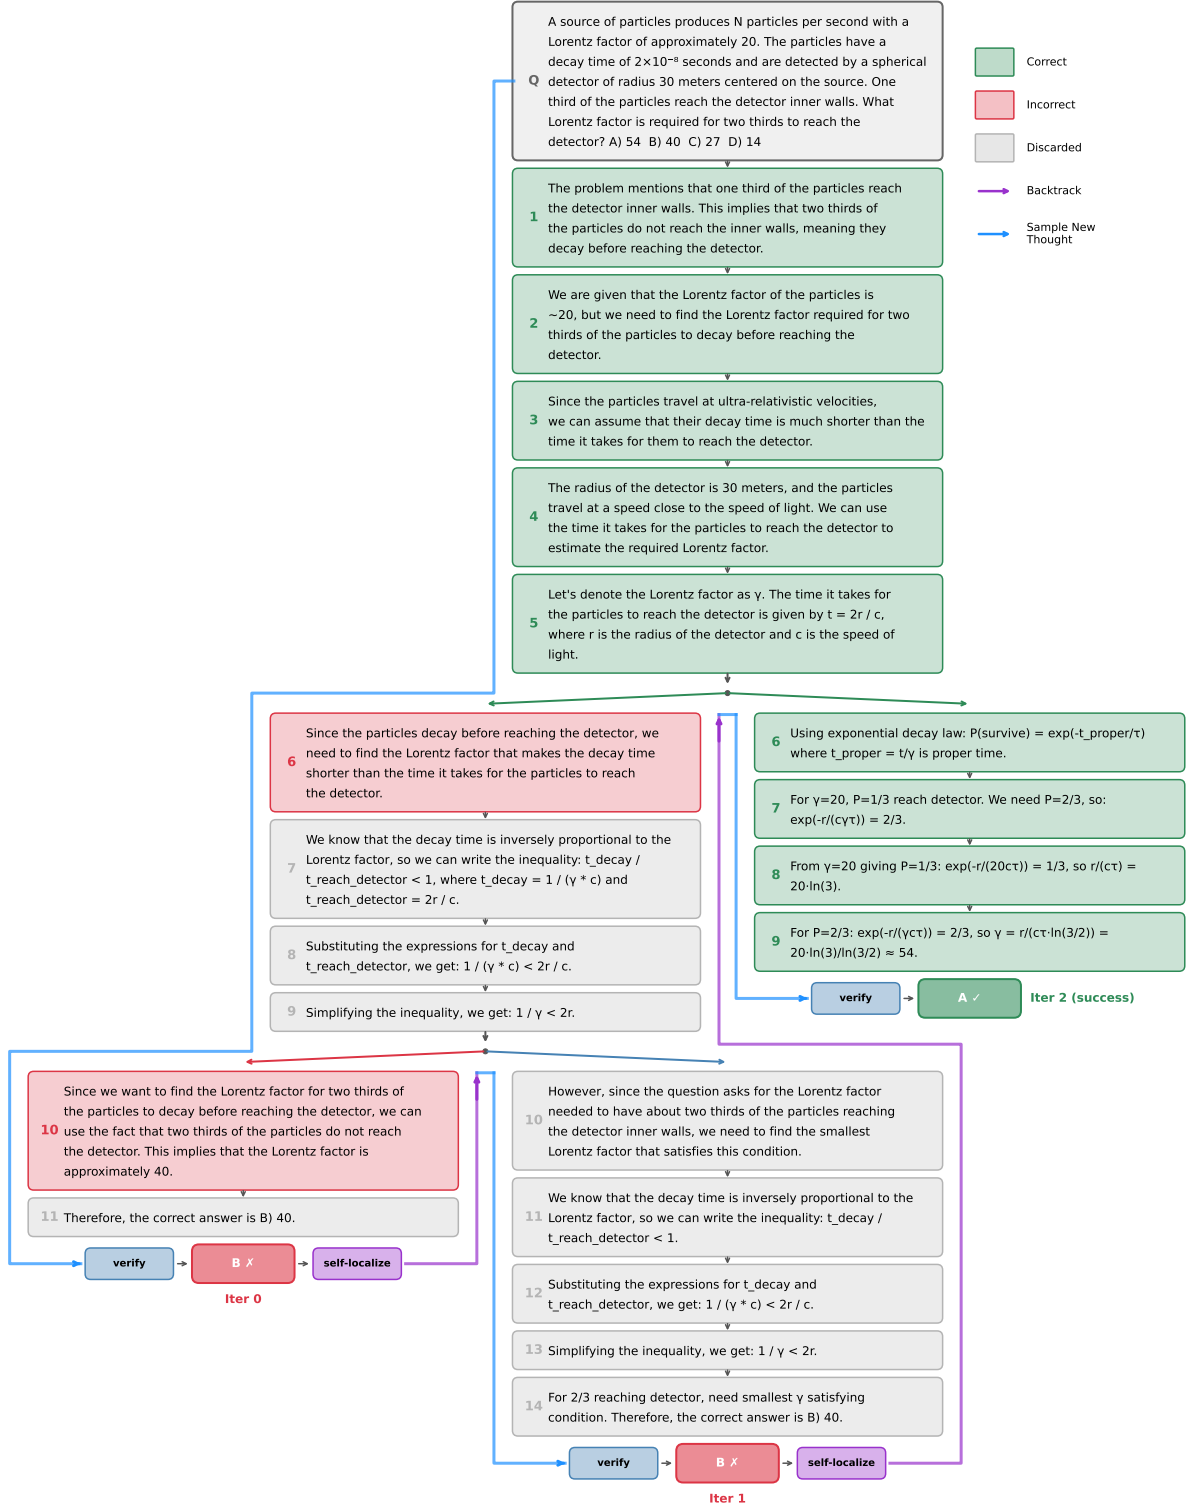 Q
A source of particles produces N particles per second with a
Lorentz factor of approximately 20. The particles have a
decay time of 2×10⁻⁸ seconds and are detected by a spherical
detector of radius 30 meters centered on the source. One
third of the particles reach the detector inner walls. What
Lorentz factor is required for two thirds to reach the
detector? A) 54  B) 40  C) 27  D) 14
Correct
Incorrect
Discarded
Backtrack
Sample New
Thought
1
The problem mentions that one third of the particles reach
the detector inner walls. This implies that two thirds of
the particles do not reach the inner walls, meaning they
decay before reaching the detector.
2
We are given that the Lorentz factor of the particles is
~20, but we need to find the Lorentz factor required for two
thirds of the particles to decay before reaching the
detector.
3
Since the particles travel at ultra-relativistic velocities,
we can assume that their decay time is much shorter than the
time it takes for them to reach the detector.
4
The radius of the detector is 30 meters, and the particles
travel at a speed close to the speed of light. We can use
the time it takes for the particles to reach the detector to
estimate the required Lorentz factor.
5
Let's denote the Lorentz factor as γ. The time it takes for
the particles to reach the detector is given by t = 2r / c,
where r is the radius of the detector and c is the speed of
light.
6
Since the particles decay before reaching the detector, we
need to find the Lorentz factor that makes the decay time
shorter than the time it takes for the particles to reach
the detector.
7
We know that the decay time is inversely proportional to the
Lorentz factor, so we can write the inequality: t_decay /
t_reach_detector < 1, where t_decay = 1 / (γ * c) and
t_reach_detector = 2r / c.
8
Substituting the expressions for t_decay and
t_reach_detector, we get: 1 / (γ * c) < 2r / c.
9
Simplifying the inequality, we get: 1 / γ < 2r.
6
Using exponential decay law: P(survive) = exp(-t_proper/τ)
where t_proper = t/γ is proper time.
7
For γ=20, P=1/3 reach detector. We need P=2/3, so:
exp(-r/(cγτ)) = 2/3.
8
From γ=20 giving P=1/3: exp(-r/(20cτ)) = 1/3, so r/(cτ) =
20·ln(3).
9
For P=2/3: exp(-r/(γcτ)) = 2/3, so γ = r/(cτ·ln(3/2)) =
20·ln(3)/ln(3/2) ≈ 54.
verify
A ✓
Iter 2 (success)
10
Since we want to find the Lorentz factor for two thirds of
the particles to decay before reaching the detector, we can
use the fact that two thirds of the particles do not reach
the detector. This implies that the Lorentz factor is
approximately 40.
11
Therefore, the correct answer is B) 40.
verify
B ✗
self-localize
Iter 0
10
However, since the question asks for the Lorentz factor
needed to have about two thirds of the particles reaching
the detector inner walls, we need to find the smallest
Lorentz factor that satisfies this condition.
11
We know that the decay time is inversely proportional to the
Lorentz factor, so we can write the inequality: t_decay /
t_reach_detector < 1.
12
Substituting the expressions for t_decay and
t_reach_detector, we get: 1 / (γ * c) < 2r / c.
13
Simplifying the inequality, we get: 1 / γ < 2r.
14
For 2/3 reaching detector, need smallest γ satisfying
condition. Therefore, the correct answer is B) 40.
verify
B ✗
self-localize
Iter 1